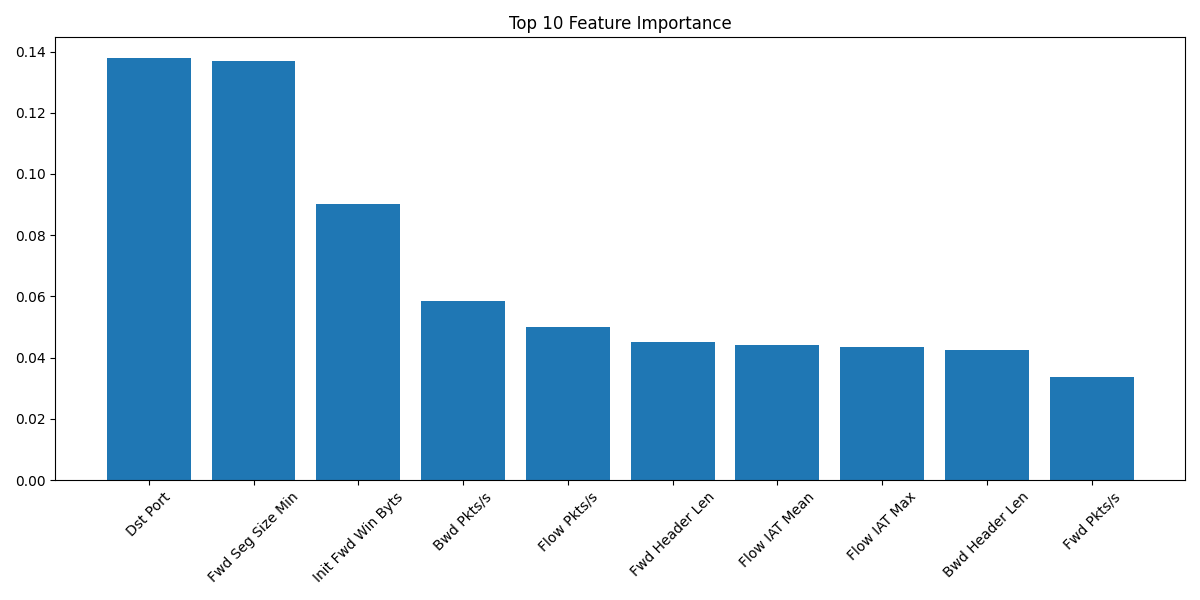 Top 10 Feature Importance
0.14
0.12
0.10
0.08
0.06
0.04
0.02
0.00
Dst Port
Fwd Seg Size Min
Init Fwd Win Byts
Bwd Pkts/s
Flow Pkts/s
Fwd Header Len
Flow IAT Mean
Flow IAT Max
Bwd Header Len
Fwd Pkts/s